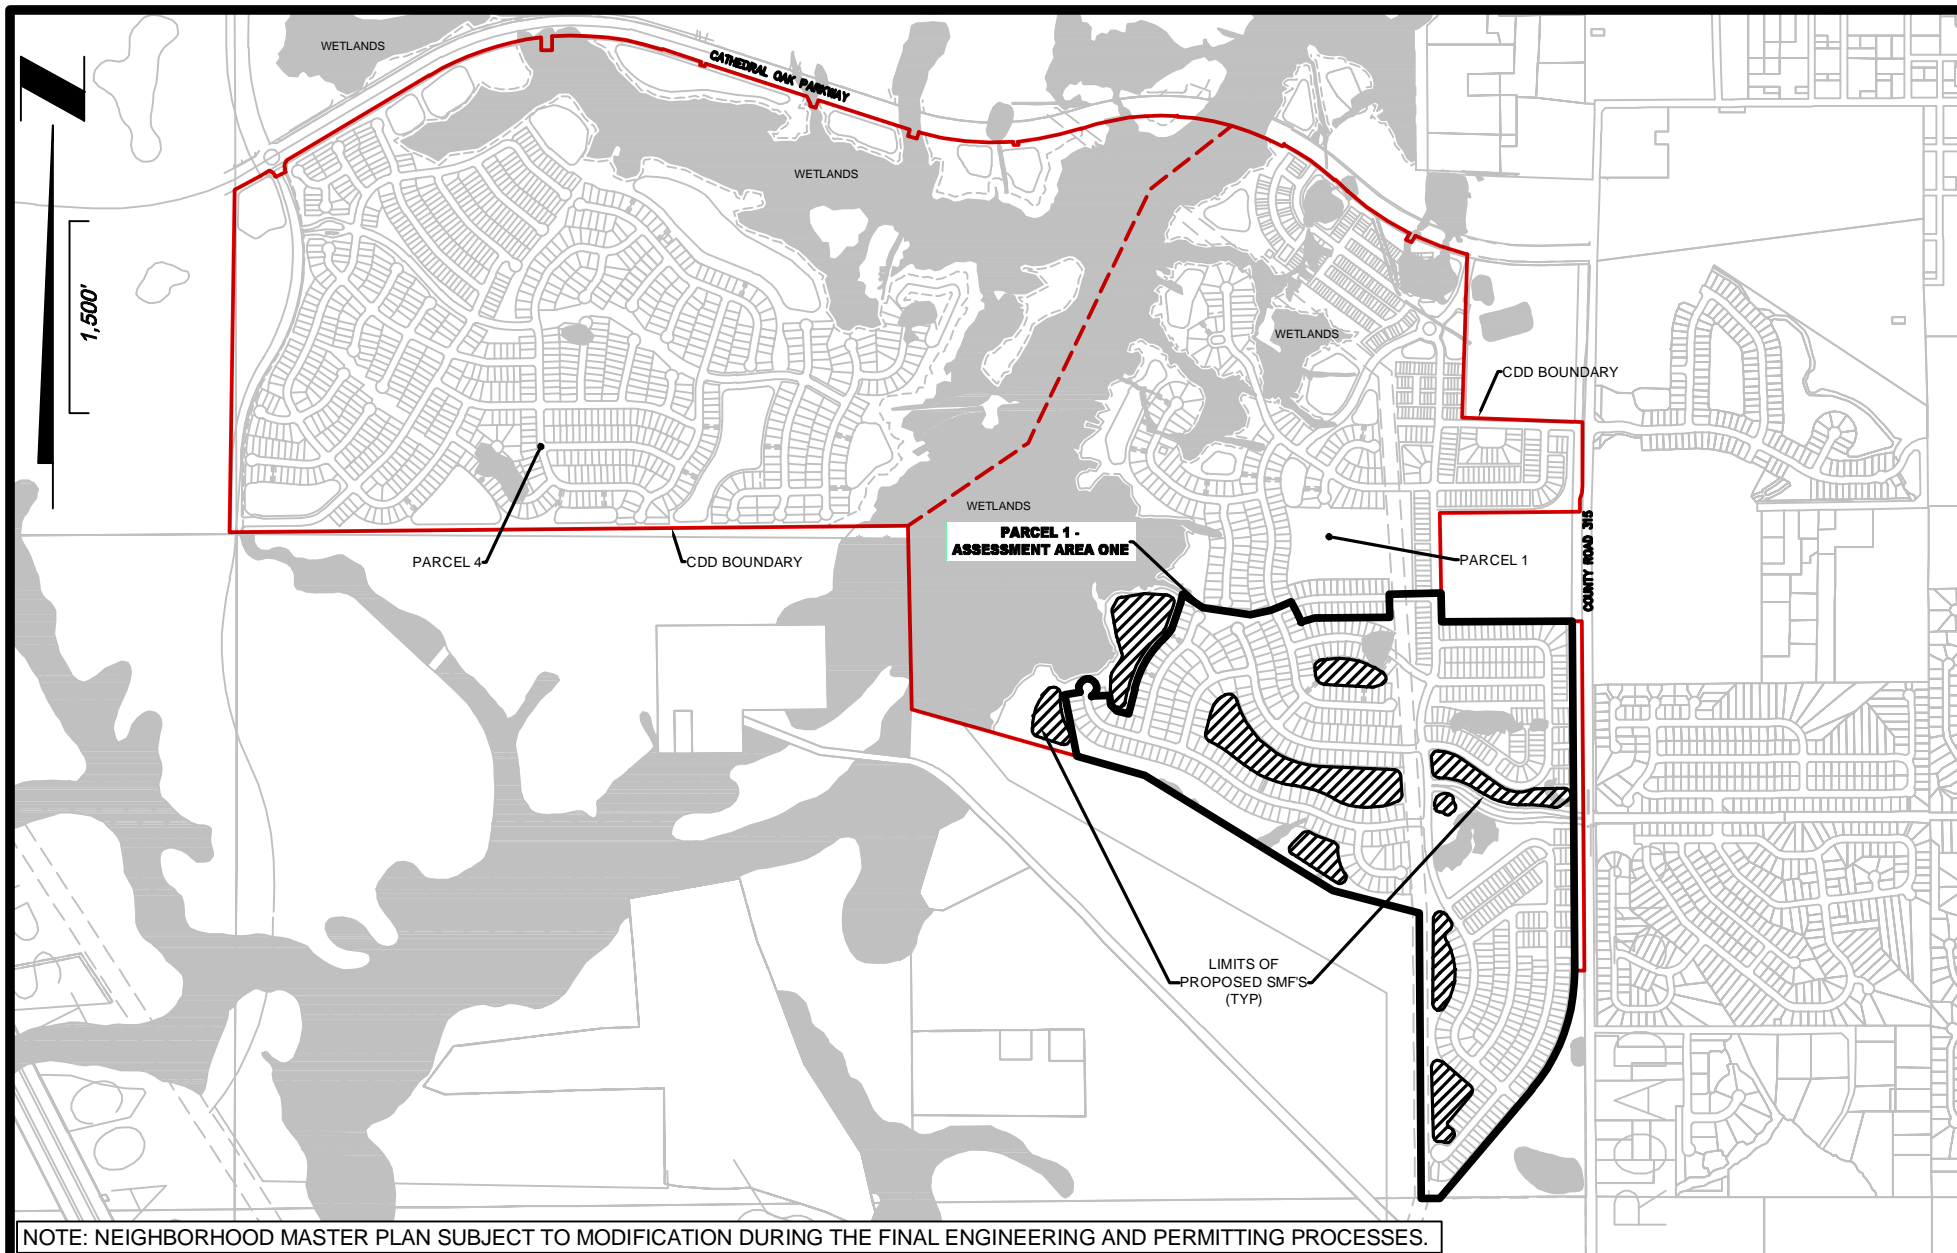 WETLANDS
CATHEDRAL OAK PARKWAY
WETLANDS
1,500'
WETLANDS
CDD BOUNDARY
WETLANDS
PARCEL 1 -
ASSESSMENT AREA ONE
COUNTY ROAD 315
PARCEL 4
CDD BOUNDARY
PARCEL 1
LIMITS OF
PROPOSED SMF'S
(TYP)
NOTE: NEIGHBORHOOD MASTER PLAN SUBJECT TO MODIFICATION DURING THE FINAL ENGINEERING AND PERMITTING PROCESSES.